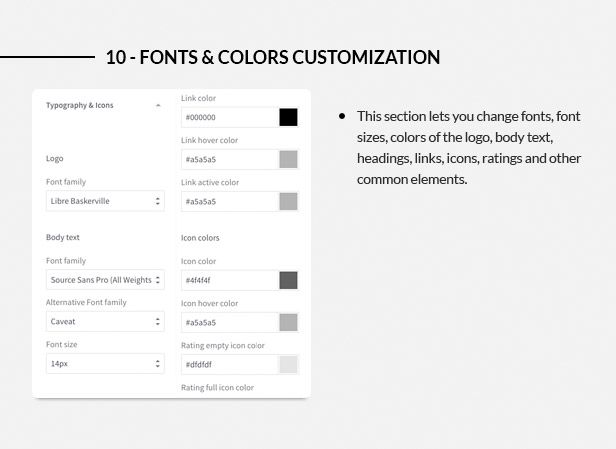 10 - FONTS & COLORS CUSTOMIZATION
Typography & Icons
Logo
Font family
Libre Baskerville
Body text
Font family
Source Sans Pro (All Weights
Alternative Font family
Caveat
Font size
14px
Link color
#000000
Link hover color
#a5a5a5
Link active color
#a5a5a5
Icon colors
Icon color
#4f4f4f
Icon hover color
#a5a5a5
Rating empty icon color
#dfdfdf
Rating full icon color
This section lets you change fonts, font
sizes, colors of the logo, body text,
headings, links, icons, ratings and other
common elements.